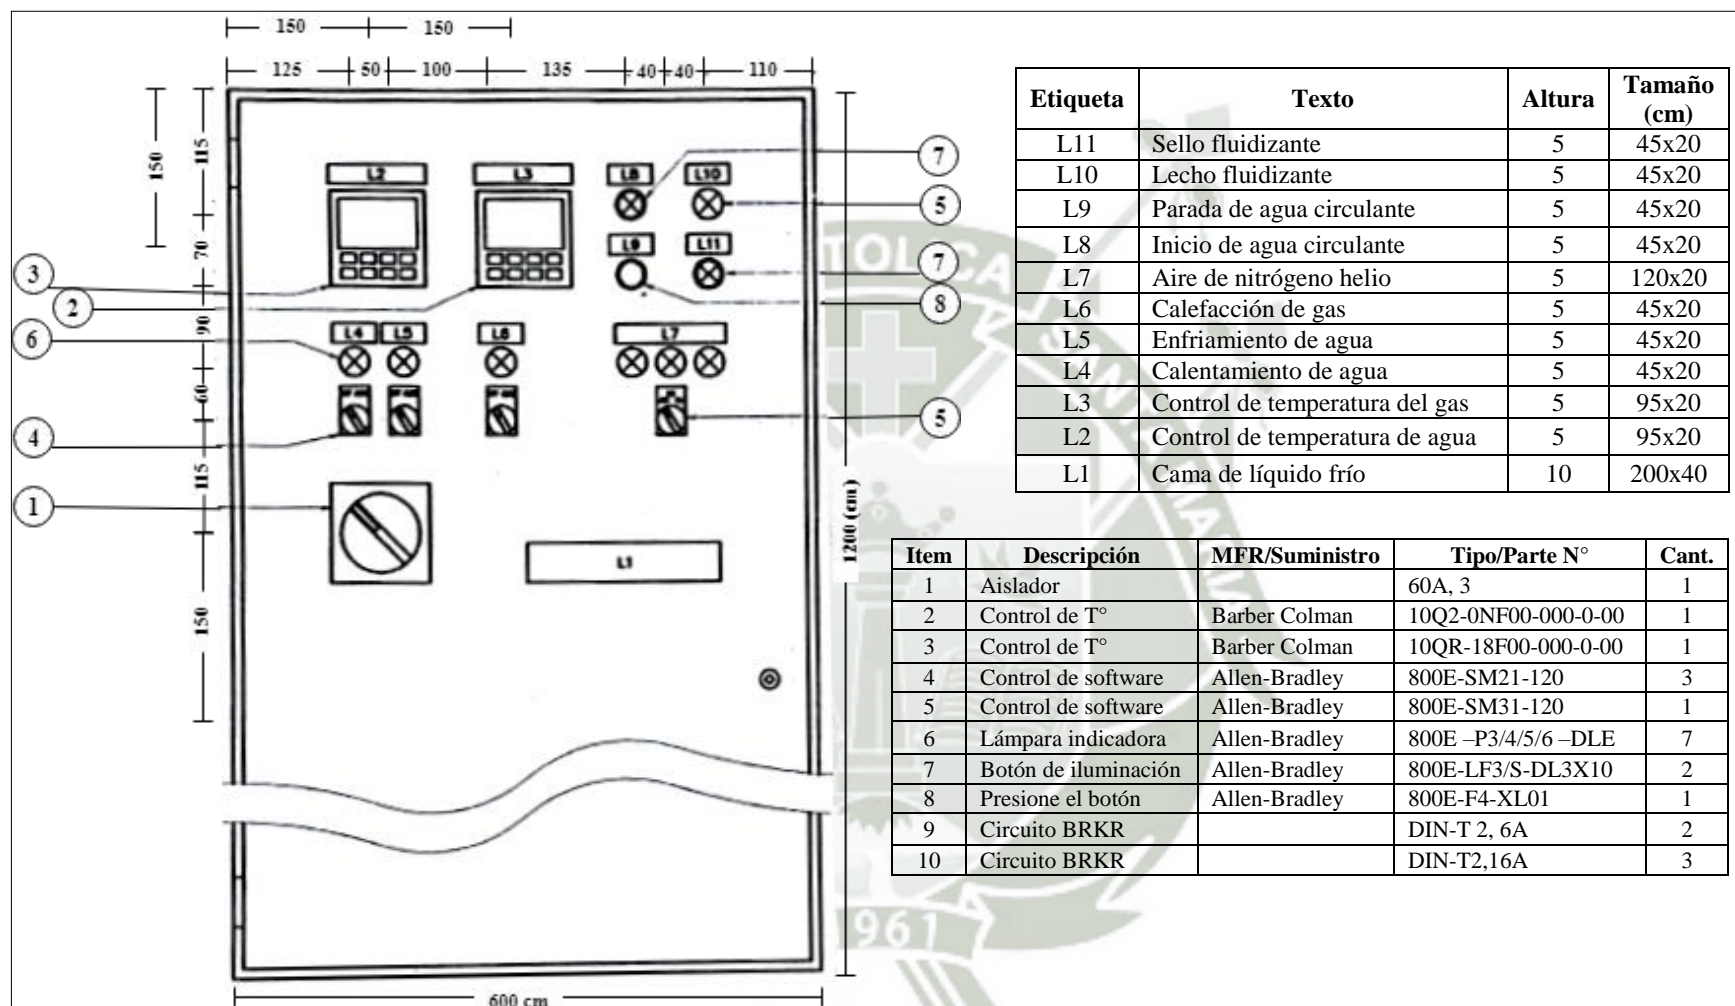 150 150
125 50 100 135 40 40 110
150
115
70
90
60
115
150
L2 L3 L8 L10
L9 L11
L4 L5 L6 L7
L1
7
5
3
7
2
8
6
5
4
1
1200 (cm)
600 cm
Etiqueta Texto Altura Tamaño (cm)
L11 Sello fluidizante 5 45x20
L10 Lecho fluidizante 5 45x20
L9 Parada de agua circulante 5 45x20
L8 Inicio de agua circulante 5 45x20
L7 Aire de nitrógeno helio 5 120x20
L6 Calefacción de gas 5 45x20
L5 Enfriamiento de agua 5 45x20
L4 Calentamiento de agua 5 45x20
L3 Control de temperatura del gas 5 95x20
L2 Control de temperatura de agua 5 95x20
L1 Cama de líquido frío 10 200x40
Item Descripción MFR/Suministro Tipo/Parte N° Cant.
1 Aislador 60A, 3 1
2 Control de T° Barber Colman 10Q2-0NF00-000-0-00 1
3 Control de T° Barber Colman 10QR-18F00-000-0-00 1
4 Control de software Allen-Bradley 800E-SM21-120 3
5 Control de software Allen-Bradley 800E-SM31-120 1
6 Lámpara indicadora Allen-Bradley 800E –P3/4/5/6 –DLE 7
7 Botón de iluminación Allen-Bradley 800E-LF3/S-DL3X10 2
8 Presione el botón Allen-Bradley 800E-F4-XL01 1
9 Circuito BRKR DIN-T 2, 6A 2
10 Circuito BRKR DIN-T2,16A 3